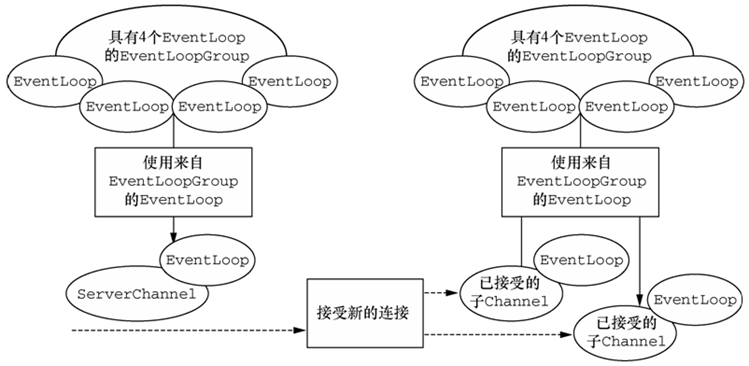 具有4个EventLoop
的EventLoopGroup
EventLoop
EventLoop
EventLoop
EventLoop
使用来自
EventLoopGroup
的EventLoop
EventLoop
ServerChannel
接受新的连接
具有4个EventLoop
的EventLoopGroup
EventLoop
EventLoop
EventLoop
EventLoop
使用来自
EventLoopGroup
的EventLoop
EventLoop
已接受的
子Channel
EventLoop
已接受的
子Channel